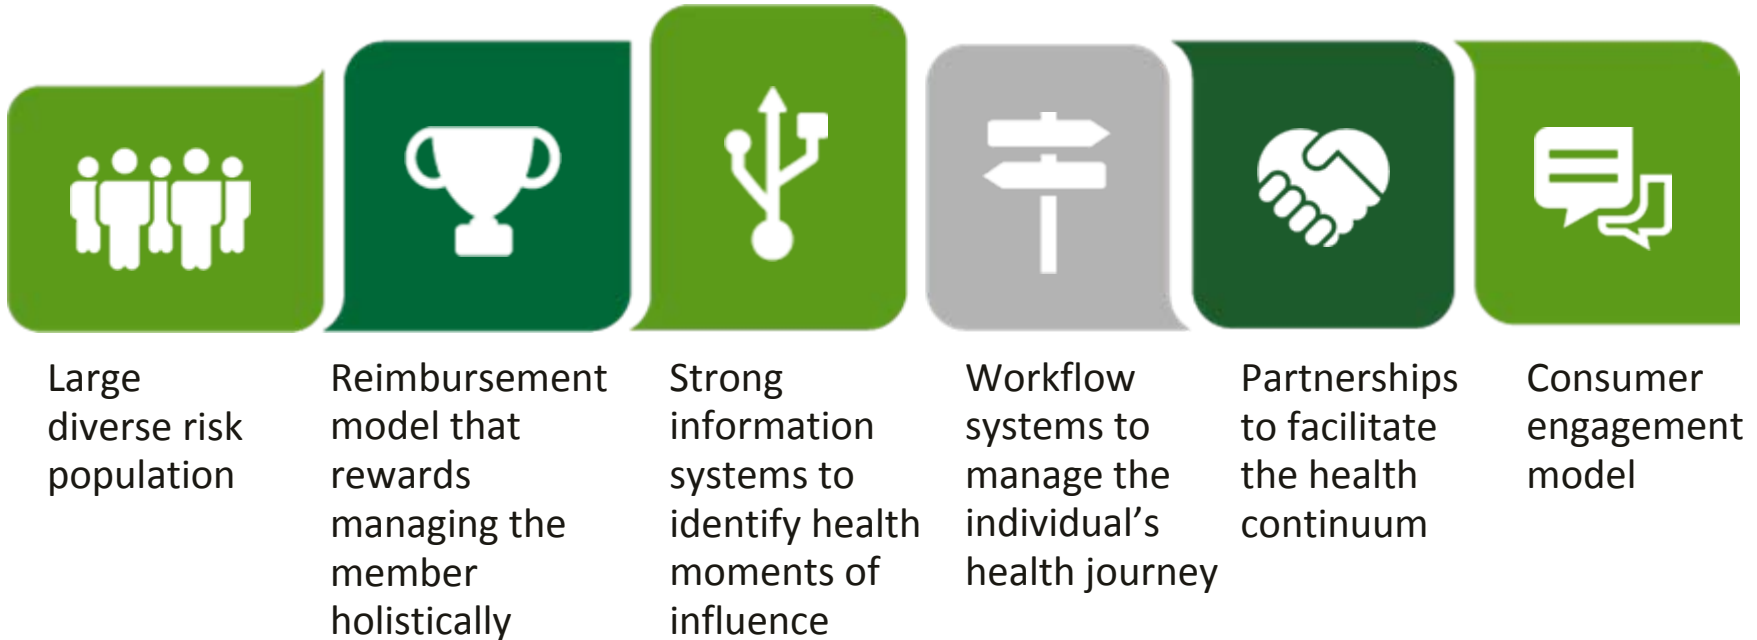 Large
diverse risk
population
Reimbursement
model that
rewards
managing the
member
holistically
Strong
information
systems to
identify health
moments of
influence
Workflow
systems to
manage the
individual’s
health journey
Partnerships
to facilitate
the health
continuum
Consumer
engagement
model